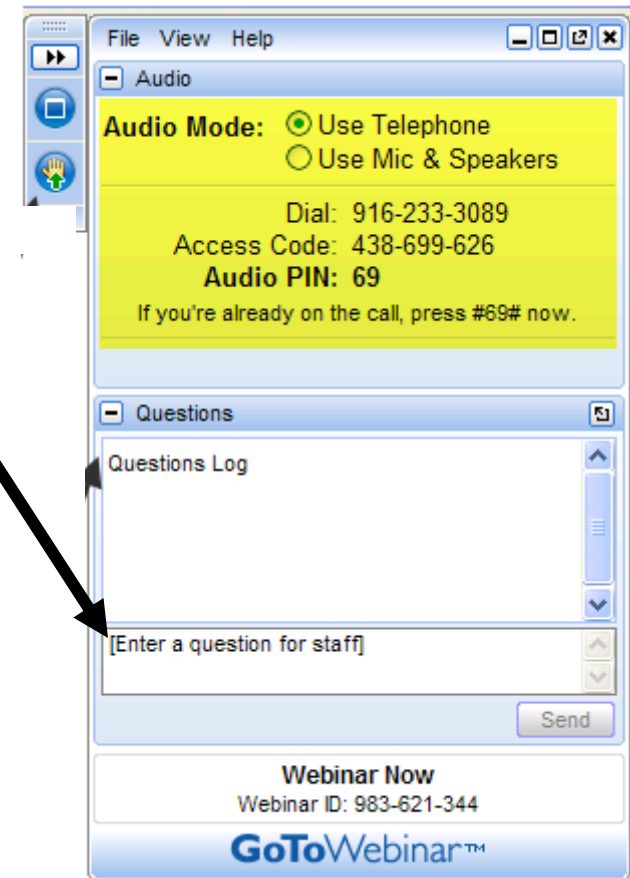 File View Help
Audio
Audio Mode: Use Telephone
Use Mic & Speakers
Dial: 916-233-3089
Access Code: 438-699-626
Audio PIN: 69
If you're already on the call, press #69# now.
Questions
Questions Log
[Enter a question for staff]
Send
Webinar Now
Webinar ID: 983-621-344
GoToWebinar™